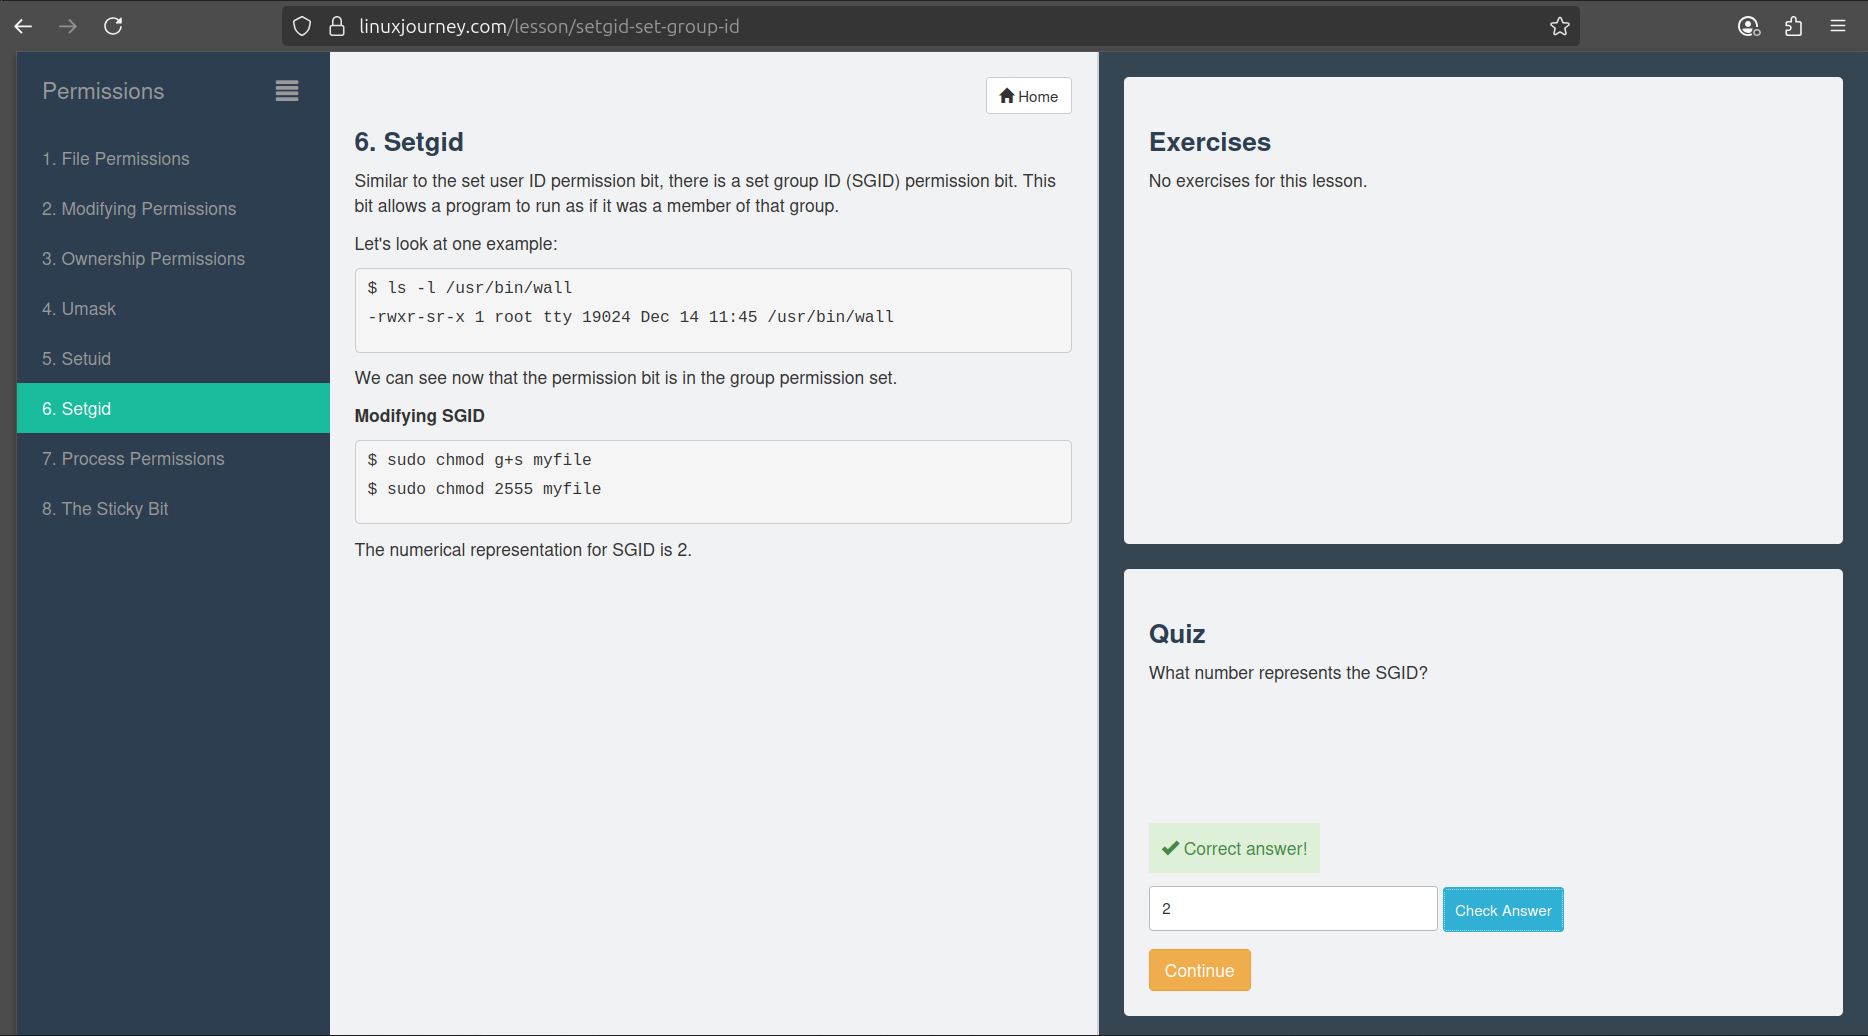 linuxjourney.com/lesson/setgid-set-group-id
Permissions
1. File Permissions
2. Modifying Permissions
3. Ownership Permissions
4. Umask
5. Setuid
6. Setgid
7. Process Permissions
8. The Sticky Bit
Home
6. Setgid
Similar to the set user ID permission bit, there is a set group ID (SGID) permission bit. This
bit allows a program to run as if it was a member of that group.
Let's look at one example:
$ ls -l /usr/bin/wall
-rwxr-sr-x 1 root tty 19024 Dec 14 11:45 /usr/bin/wall
We can see now that the permission bit is in the group permission set.
Modifying SGID
$ sudo chmod g+s myfile
$ sudo chmod 2555 myfile
The numerical representation for SGID is 2.
Exercises
No exercises for this lesson.
Quiz
What number represents the SGID?
Correct answer!
2
Check Answer
Continue